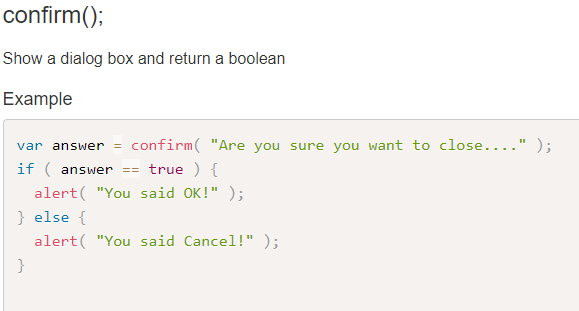 confirm();
Show a dialog box and return a boolean
Example
var answer = confirm( "Are you sure you want to close...." );
if ( answer == true ) {
  alert( "You said OK!" );
} else {
  alert( "You said Cancel!" );
}